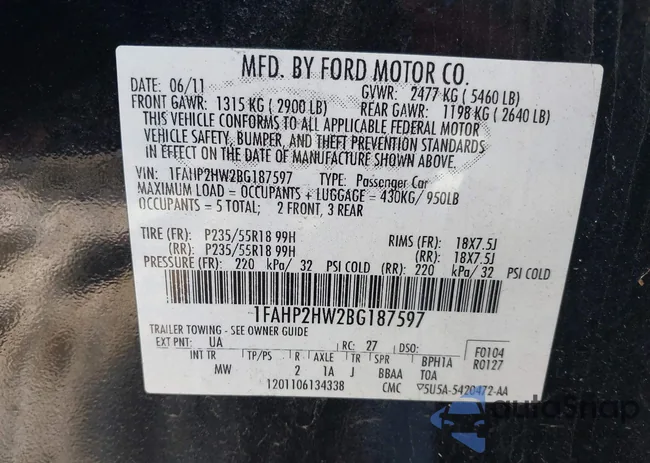 MFD. BY FORD MOTOR CO.
DATE: 06/11 GVWR: 2477 KG ( 5460 LB)
FRONT GAWR: 1315 KG ( 2900 LB) REAR GAWR: 1198 KG ( 2640 LB)
THIS VEHICLE CONFORMS TO ALL APPLICABLE FEDERAL MOTOR
VEHICLE SAFETY, BUMPER, AND THEFT PREVENTION STANDARDS
IN EFFECT ON THE DATE OF MANUFACTURE SHOWN ABOVE.
VIN: 1FAHP2HW2BG187597 TYPE: Passenger Car
MAXIMUM LOAD = OCCUPANTS + LUGGAGE = 430KG/ 950LB
OCCUPANTS = 5 TOTAL; 2 FRONT, 3 REAR
TIRE (FR): P235/55R18 99H RIMS (FR): 18X7.5J
(RR): P235/55R18 99H (RR): 18X7.5J
PRESSURE (FR): 220 kPa/ 32 PSI COLD (RR): 220 kPa/ 32 PSI COLD
1FAHP2HW2BG187597
TRAILER TOWING - SEE OWNER GUIDE
EXT PNT: UA RC: 27 DSO: F0104
R0127
INT TR TP/PS R AXLE TR SPR BPH1A
MW 2 1A J BBAA TOA
1201106134338 CMC 5U5A-5420472-AA
autoSnap